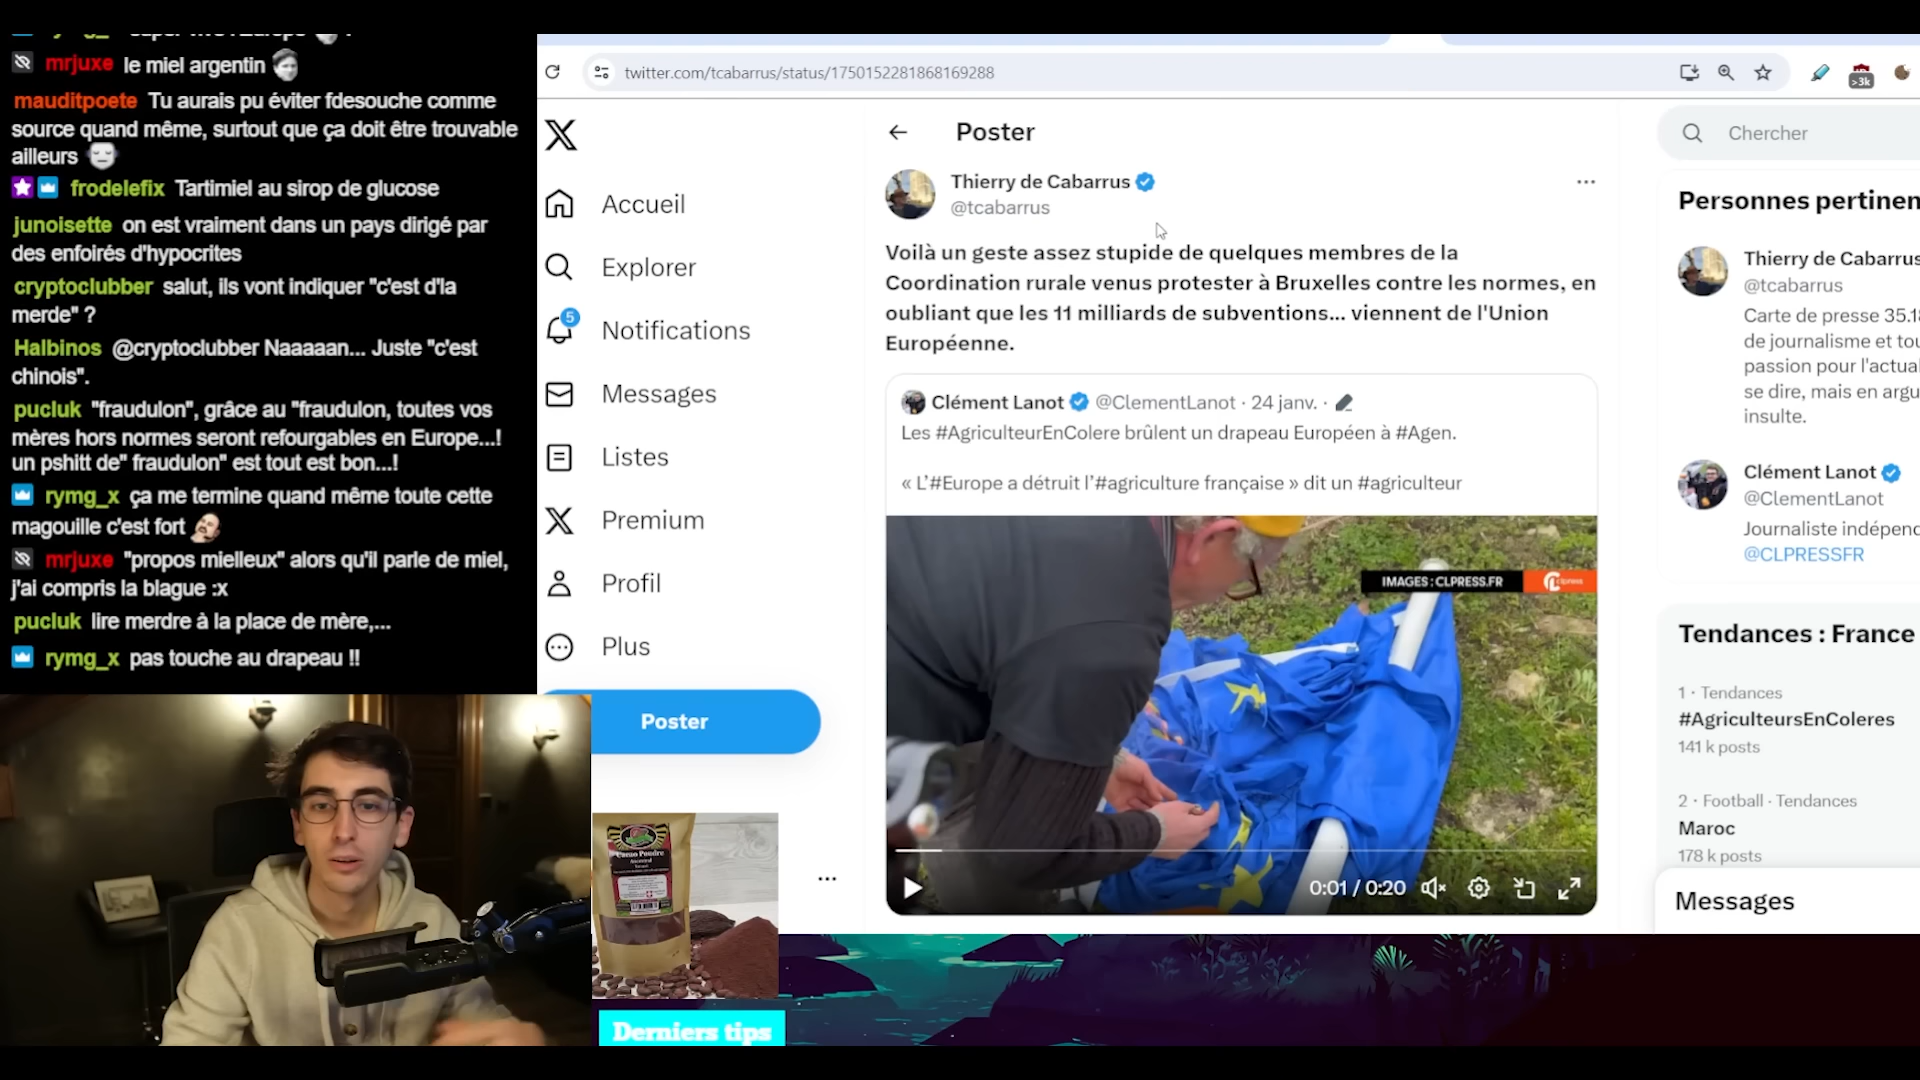 mrjuxe le miel argentin
mauditpoete Tu aurais pu éviter fdesouche comme
source quand même, surtout que ça doit être trouvable
ailleurs
frodelefix Tartimiel au sirop de glucose
junoisette on est vraiment dans un pays dirigé par
des enfoirés d'hypocrites
cryptoclubber salut, ils vont indiquer "c'est d'la
merde" ?
Halbinos @cryptoclubber Naaaaan... Juste "c'est
chinois".
pucluk "fraudulon", grâce au "fraudulon, toutes vos
mères hors normes seront refourgables en Europe...!
un pshitt de" fraudulon" est tout est bon...!
rymg_x ça me termine quand même toute cette
magouille c'est fort
mrjuxe "propos mielleux" alors qu'il parle de miel,
j'ai compris la blague :x
pucluk lire merdre à la place de mère,...
rymg_x pas touche au drapeau !!
twitter.com/tcabarrus/status/1750152281868169288
>3k
Accueil
Explorer
5
Notifications
Messages
Listes
Premium
Profil
Plus
Poster
Poster
Thierry de Cabarrus
@tcabarrus
Voilà un geste assez stupide de quelques membres de la
Coordination rurale venus protester à Bruxelles contre les normes, en
oubliant que les 11 milliards de subventions... viennent de l'Union
Européenne.
Clément Lanot @ClementLanot · 24 janv. ·
Les #AgriculteurEnColere brûlent un drapeau Européen à #Agen.
« L'#Europe a détruit l'#agriculture française » dit un #agriculteur
IMAGES : CLPRESS.FR
clpress
0:01 / 0:20
Chercher
Personnes pertinen
Thierry de Cabarrus
@tcabarrus
Carte de presse 35.18
de journalisme et tou
passion pour l'actual
se dire, mais en argu
insulte.
Clément Lanot
@ClementLanot
Journaliste indépend
@CLPRESSFR
Tendances : France
1 · Tendances
#AgriculteursEnColeres
141 k posts
2 · Football · Tendances
Maroc
178 k posts
Messages
Cacao Poudre
Derniers tips